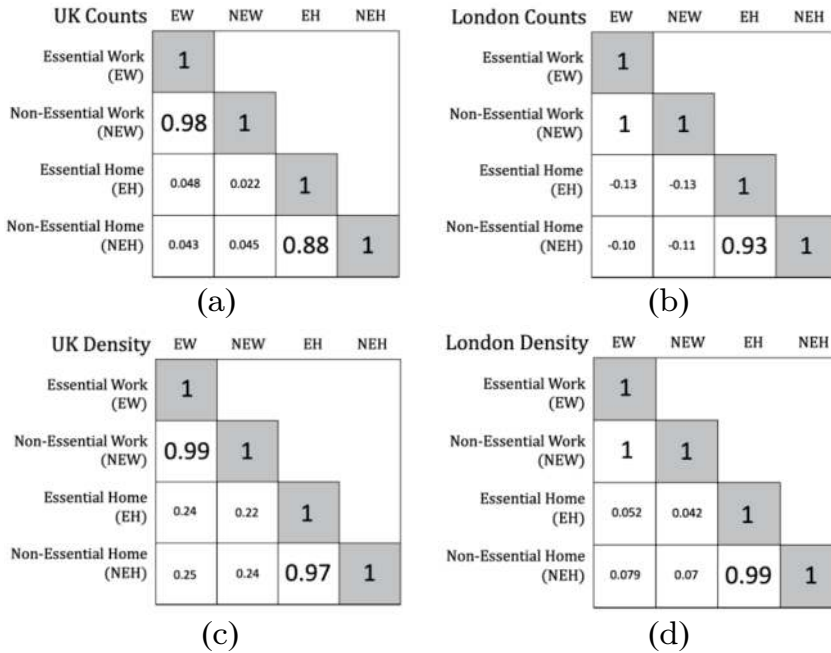 UK Counts EW NEW EH NEH
Essential Work
(EW) 1
Non-Essential Work
(NEW) 0.98 1
Essential Home
(EH) 0.048 0.022 1
Non-Essential Home
(NEH) 0.043 0.045 0.88 1
(a)
London Counts EW NEW EH NEH
Essential Work
(EW) 1
Non-Essential Work
(NEW) 1 1
Essential Home
(EH) -0.13 -0.13 1
Non-Essential Home
(NEH) -0.10 -0.11 0.93 1
(b)
UK Density EW NEW EH NEH
Essential Work
(EW) 1
Non-Essential Work
(NEW) 0.99 1
Essential Home
(EH) 0.24 0.22 1
Non-Essential Home
(NEH) 0.25 0.24 0.97 1
(c)
London Density EW NEW EH NEH
Essential Work
(EW) 1
Non-Essential Work
(NEW) 1 1
Essential Home
(EH) 0.052 0.042 1
Non-Essential Home
(NEH) 0.079 0.07 0.99 1
(d)